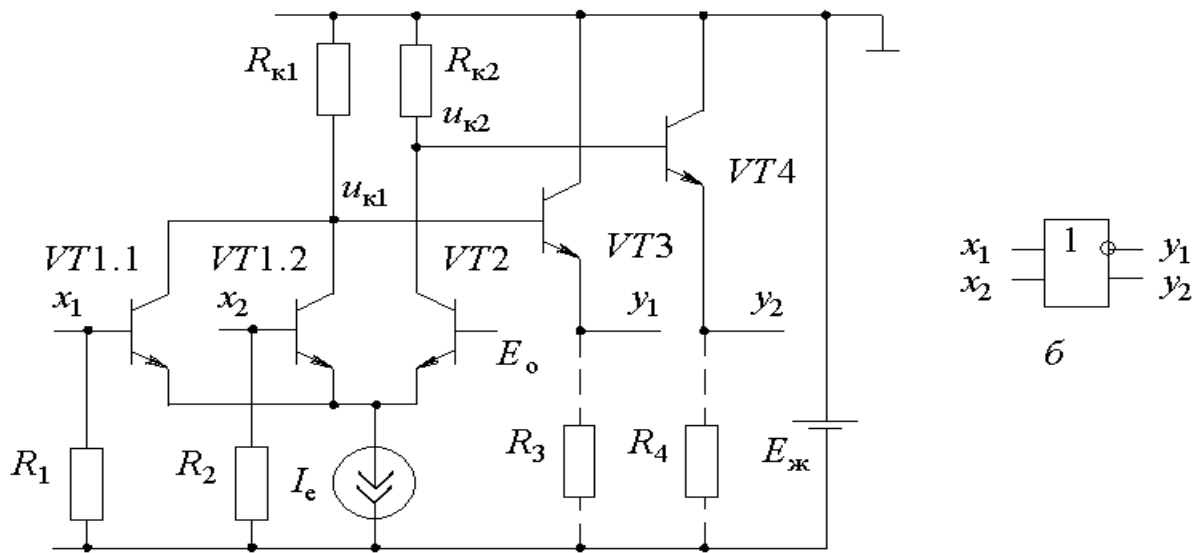 Rк1
Rк2
uк2
VT4
uк1
VT1.1
VT1.2
VT2
VT3
x1
x2
y1
y2
Eо
R1
R2
Iе
R3
R4
Eж
x1
1
y1
x2
y2
б